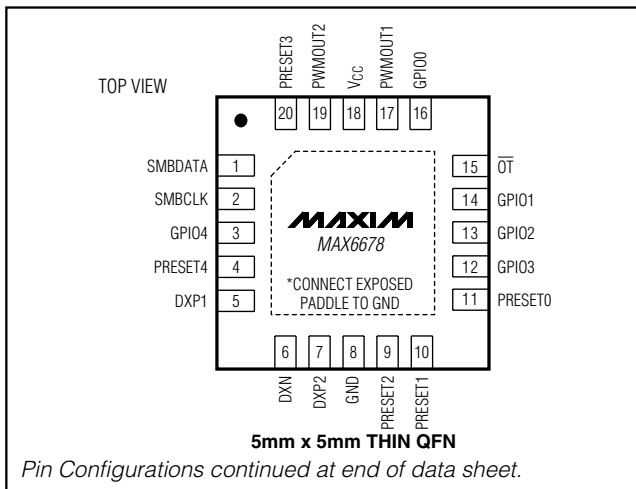 TOP VIEW
PRESET3
PWMOUT2
VCC
PWMOUT1
GPIO0
20
19
18
17
16
SMBDATA 1
SMBCLK 2
GPIO4 3
PRESET4 4
DXP1 5
MAXIM
MAX6678
*CONNECT EXPOSED
PADDLE TO GND
15 O̅T̅
14 GPIO1
13 GPIO2
12 GPIO3
11 PRESET0
6
7
8
9
10
DXN
DXP2
GND
PRESET2
PRESET1
5mm x 5mm THIN QFN
Pin Configurations continued at end of data sheet.